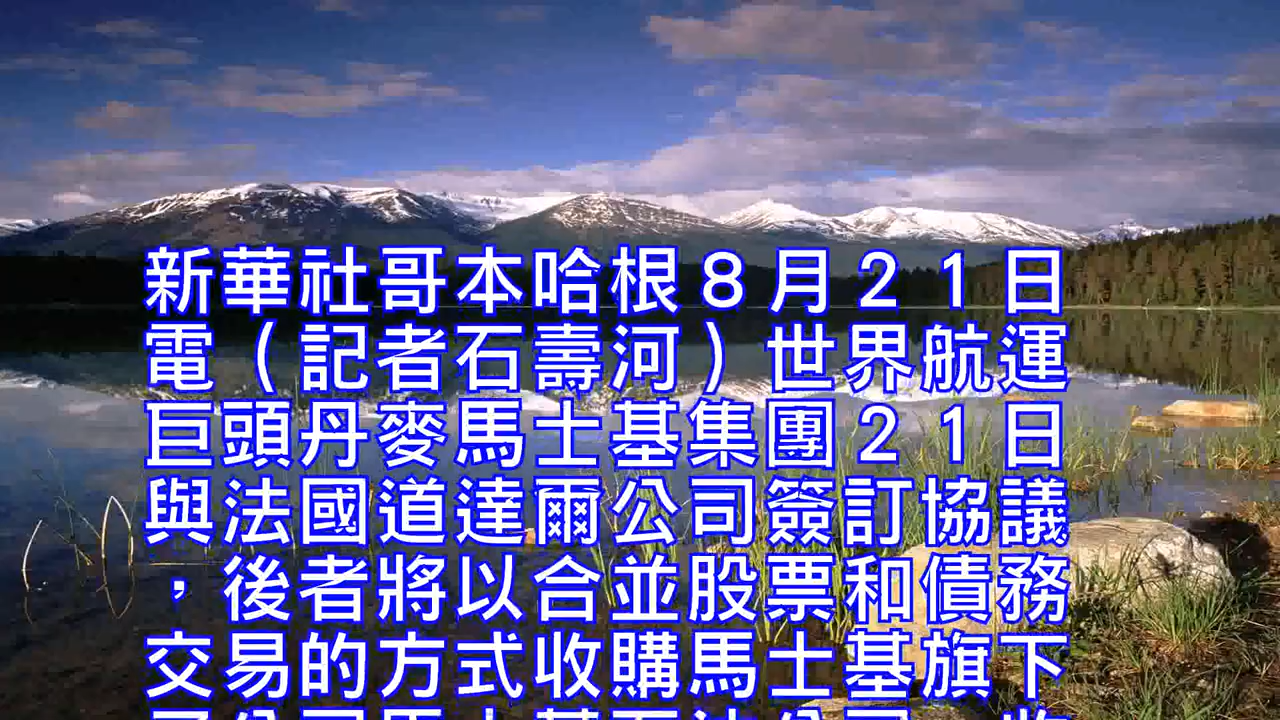 新華社哥本哈根８月２１日
電（記者石壽河）世界航運
巨頭丹麥馬士基集團２１日
與法國道達爾公司簽訂協議
，後者將以合並股票和債務
交易的方式收購馬士基旗下